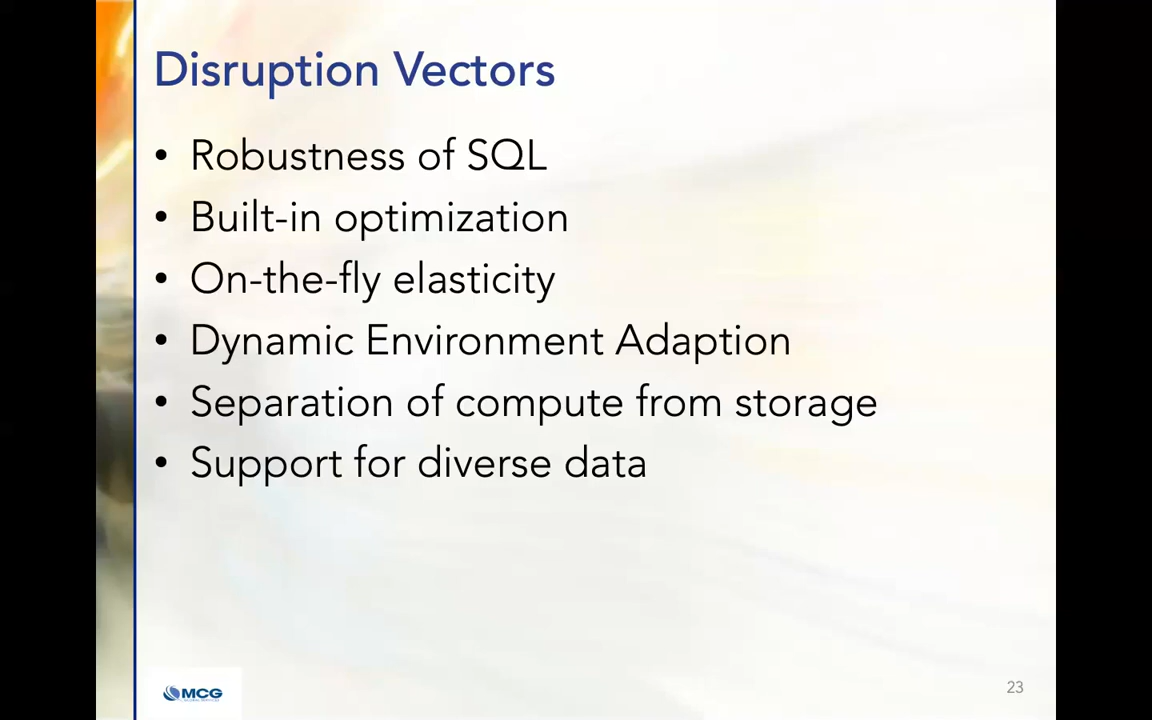 Disruption Vectors
• Robustness of SQL
• Built-in optimization
• On-the-fly elasticity
• Dynamic Environment Adaption
• Separation of compute from storage
• Support for diverse data
MCG
23